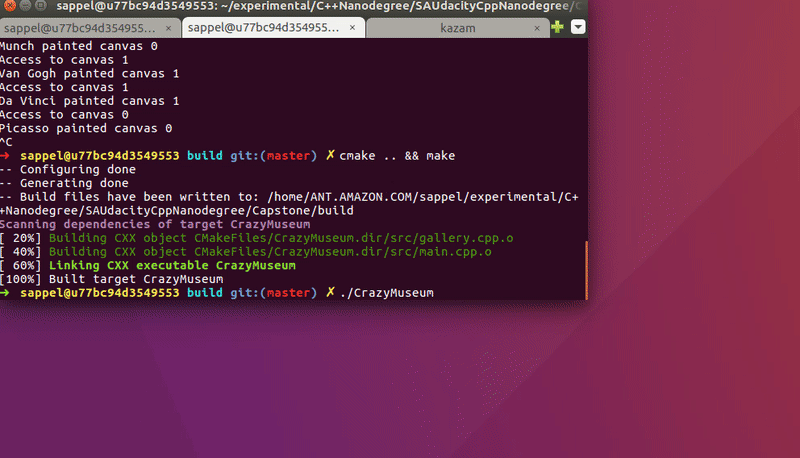 sappel@u77bc94d3549553: ~/experimental/C++Nanodegree/SAUdacityCppNanodegree/C
sappel@u77bc94d354955... × sappel@u77bc94d3549553... × kazam ×
Munch painted canvas 0
Access to canvas 1
Van Gogh painted canvas 1
Access to canvas 1
Da Vinci painted canvas 1
Access to canvas 0
Picasso painted canvas 0
^C
➜ sappel@u77bc94d3549553 build git:(master) ✗ cmake .. && make
-- Configuring done
-- Generating done
-- Build files have been written to: /home/ANT.AMAZON.COM/sappel/experimental/C+
+Nanodegree/SAUdacityCppNanodegree/Capstone/build
Scanning dependencies of target CrazyMuseum
[ 20%] Building CXX object CMakeFiles/CrazyMuseum.dir/src/gallery.cpp.o
[ 40%] Building CXX object CMakeFiles/CrazyMuseum.dir/src/main.cpp.o
[ 60%] Linking CXX executable CrazyMuseum
[100%] Built target CrazyMuseum
➜ sappel@u77bc94d3549553 build git:(master) ✗ ./CrazyMuseum